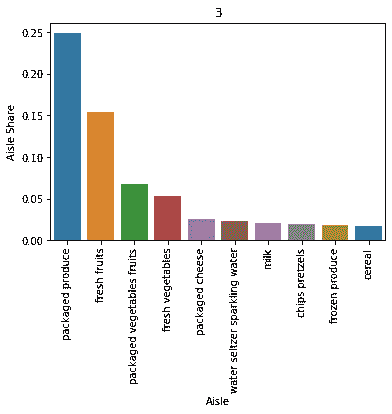 3
Aisle Share
0.25
0.20
0.15
0.10
0.05
0.00
packaged produce
fresh fruits
packaged vegetables fruits
fresh vegetables
packaged cheese
water seltzer sparkling water
milk
chips pretzels
frozen produce
cereal
Aisle